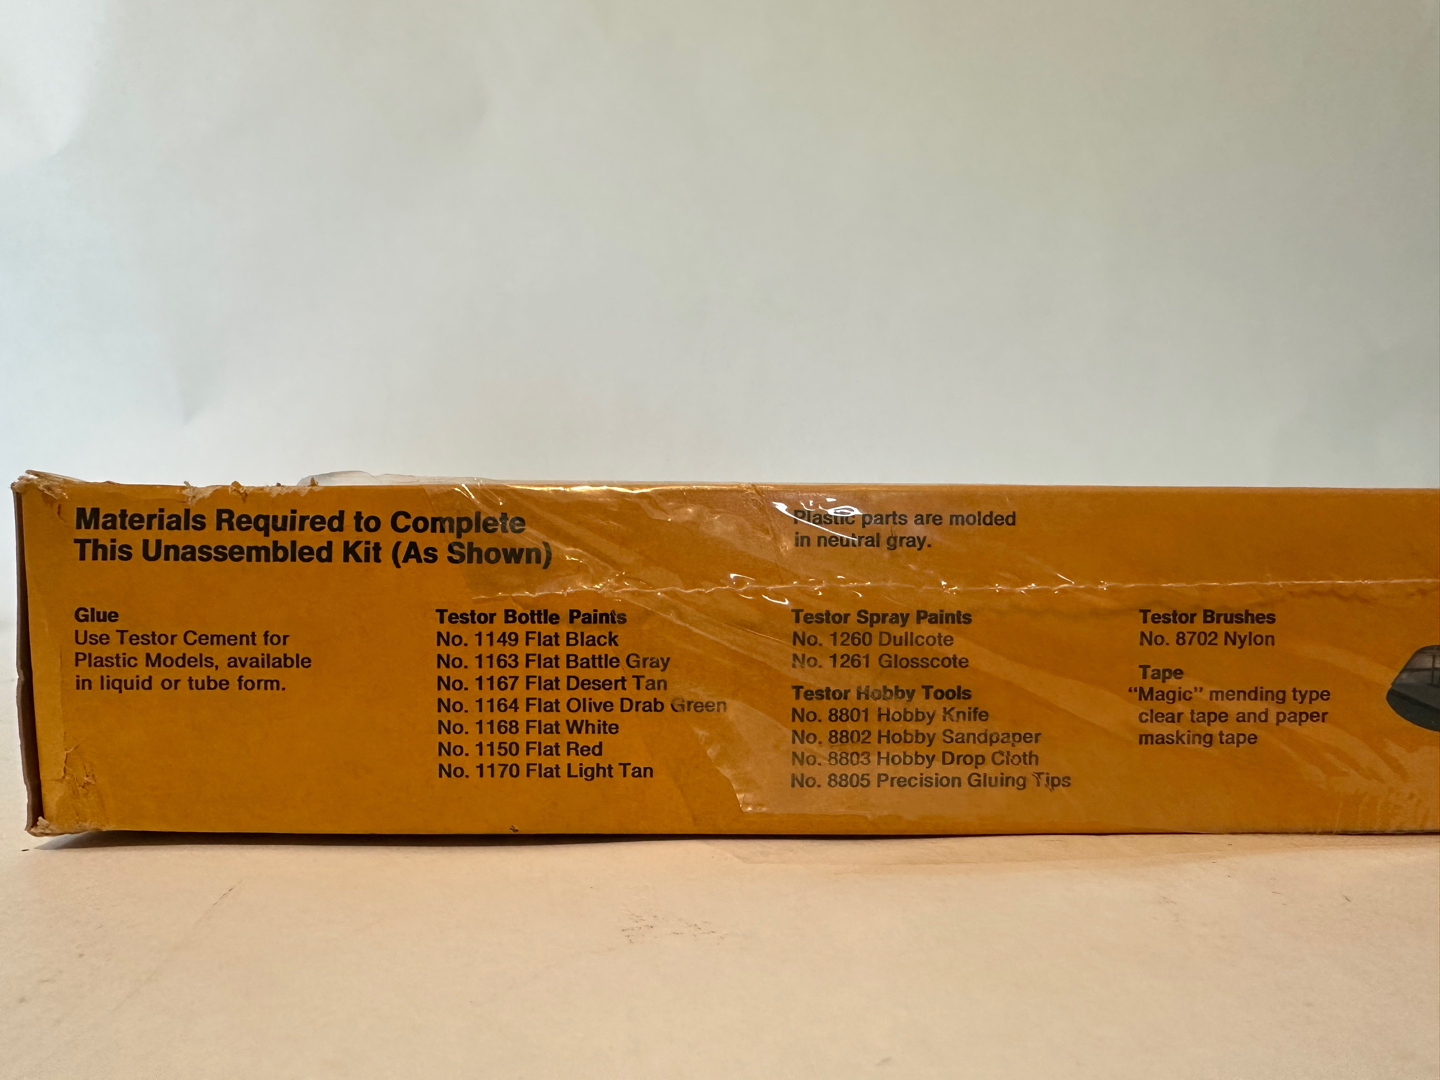 Materials Required to Complete
This Unassembled Kit (As Shown)
Plastic parts are molded
in neutral gray.
Glue
Use Testor Cement for
Plastic Models, available
in liquid or tube form.
Testor Bottle Paints
No. 1149 Flat Black
No. 1163 Flat Battle Gray
No. 1167 Flat Desert Tan
No. 1164 Flat Olive Drab Green
No. 1168 Flat White
No. 1150 Flat Red
No. 1170 Flat Light Tan
Testor Spray Paints
No. 1260 Dullcote
No. 1261 Glosscote
Testor Hobby Tools
No. 8801 Hobby Knife
No. 8802 Hobby Sandpaper
No. 8803 Hobby Drop Cloth
No. 8805 Precision Gluing Tips
Testor Brushes
No. 8702 Nylon
Tape
“Magic” mending type
clear tape and paper
masking tape